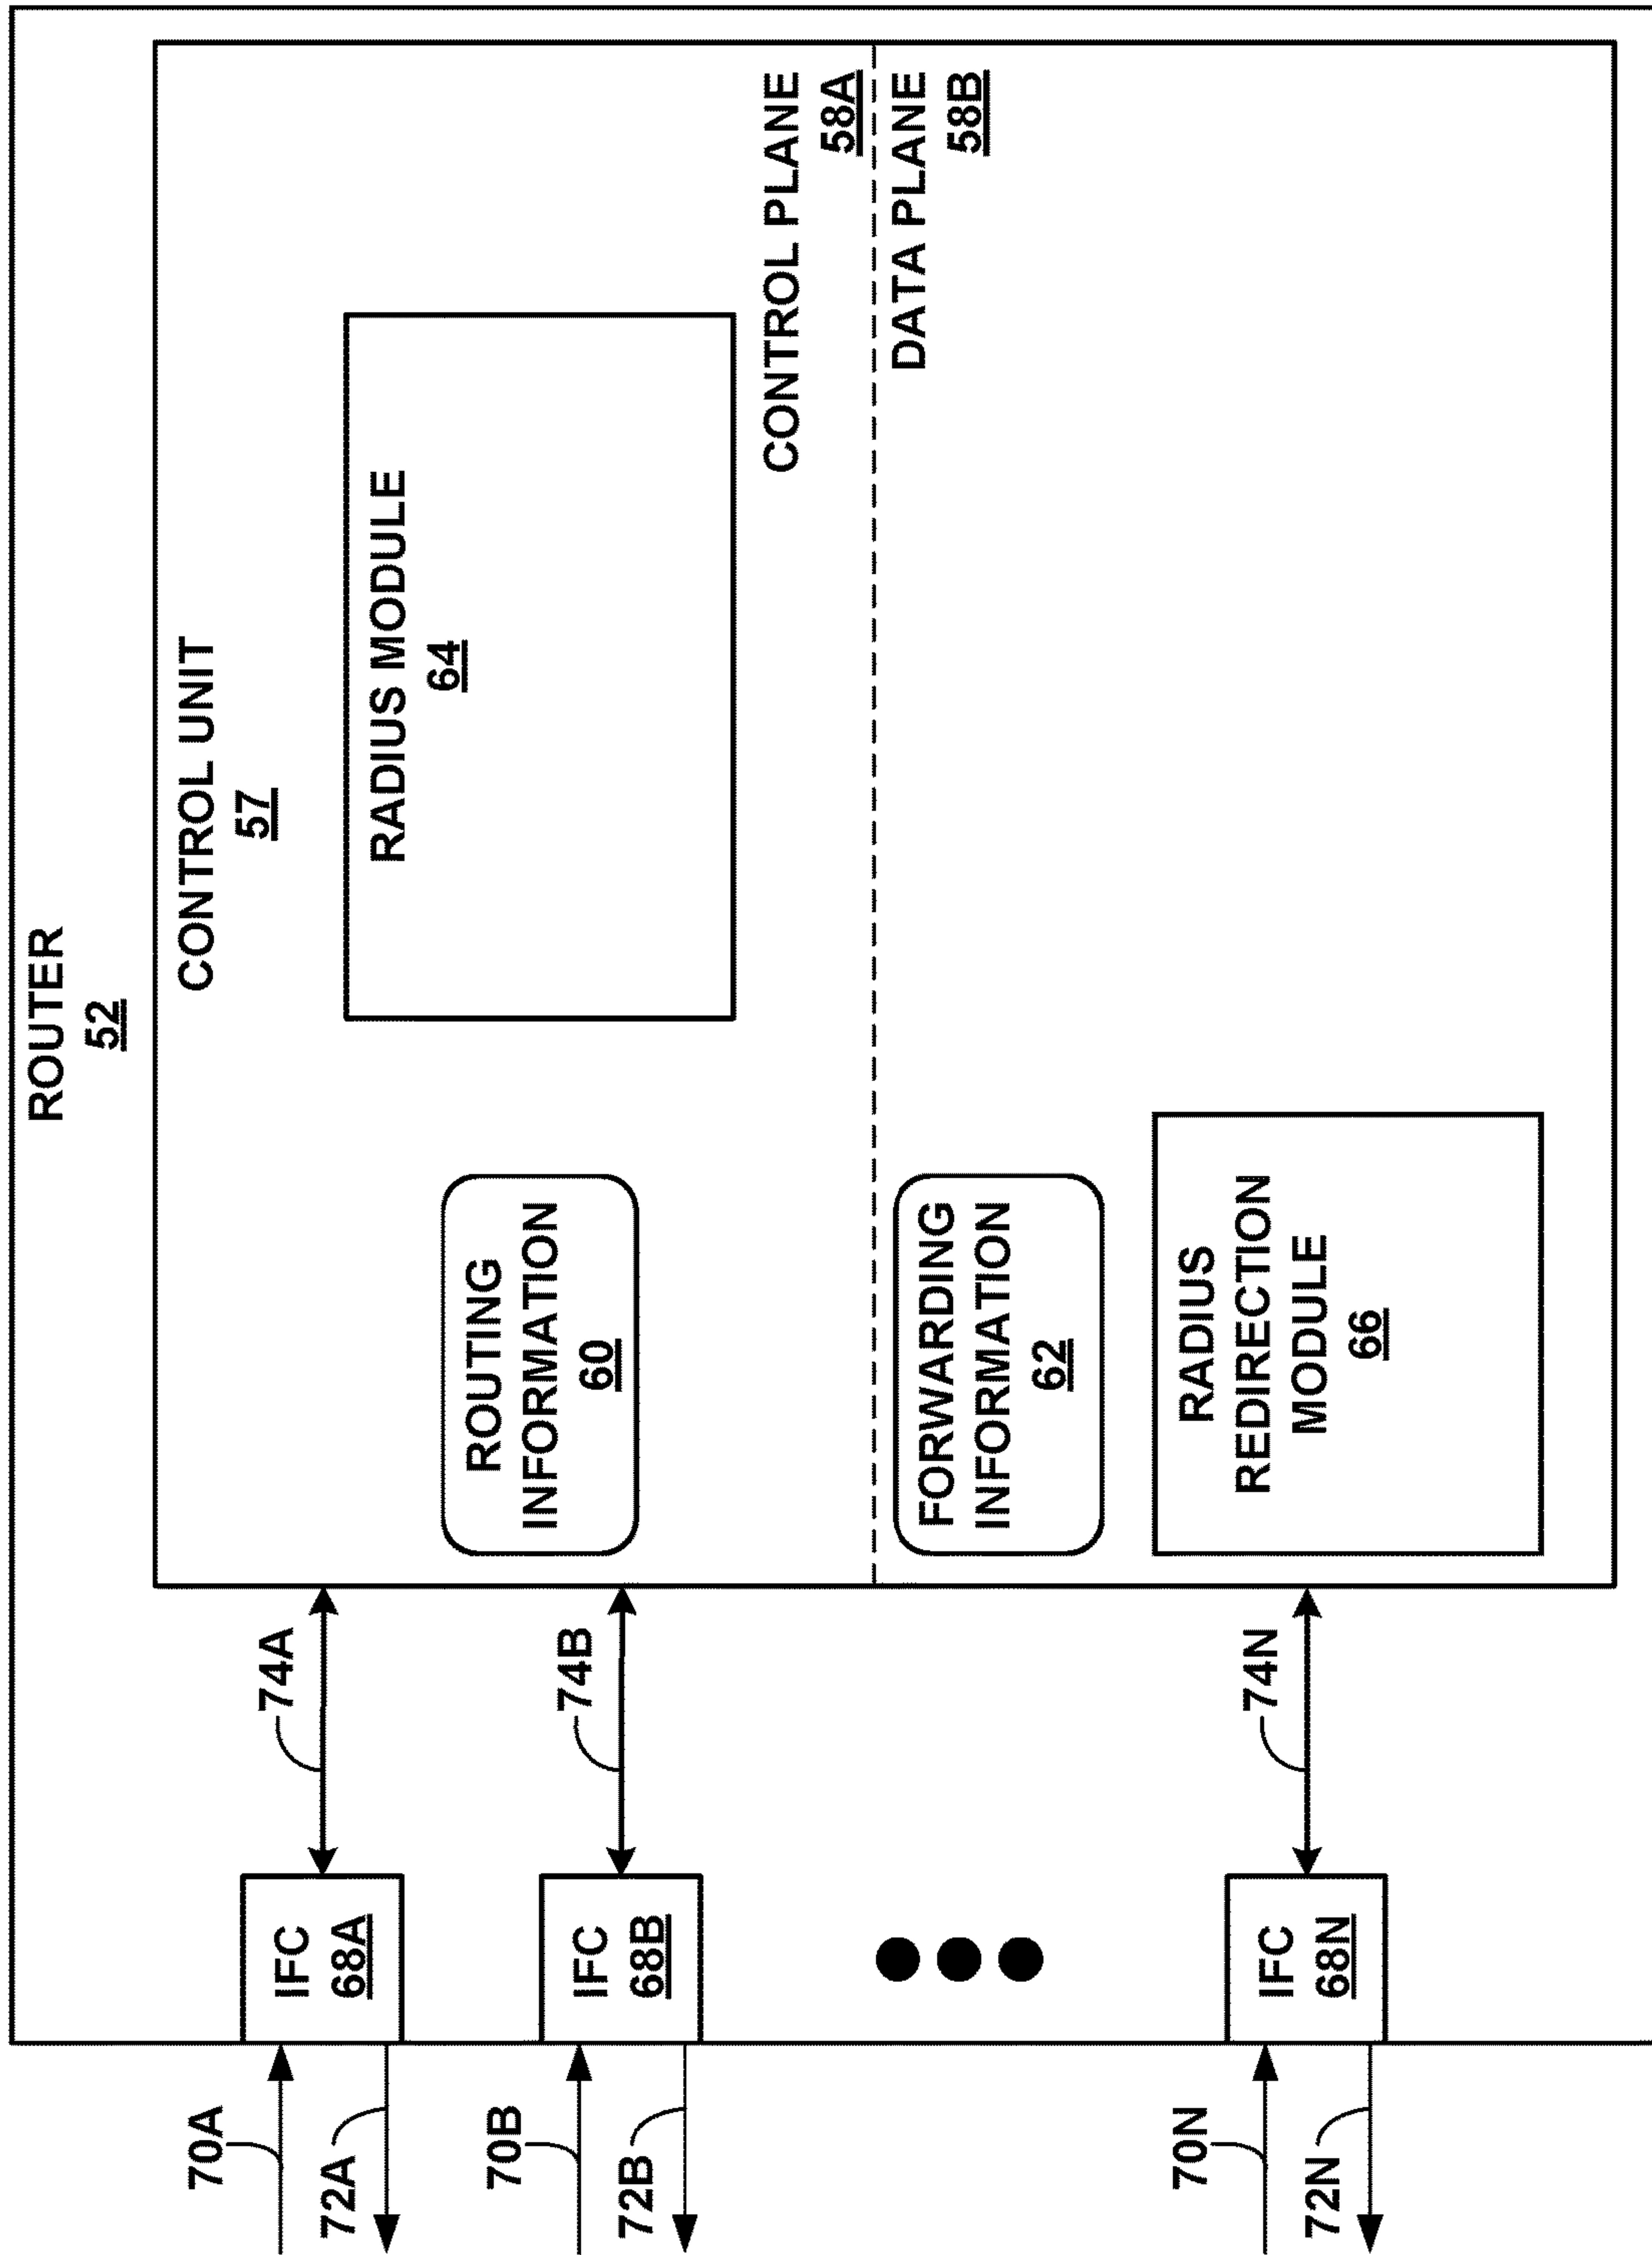 ROUTER
52
CONTROL UNIT
57
70A
72A
IFC
68A
74A
70B
72B
IFC
68B
74B
ROUTING
INFORMATION
60
RADIUS MODULE
64
CONTROL PLANE
58A
DATA PLANE
58B
FORWARDING
INFORMATION
62
70N
72N
IFC
68N
74N
RADIUS
REDIRECTION
MODULE
66